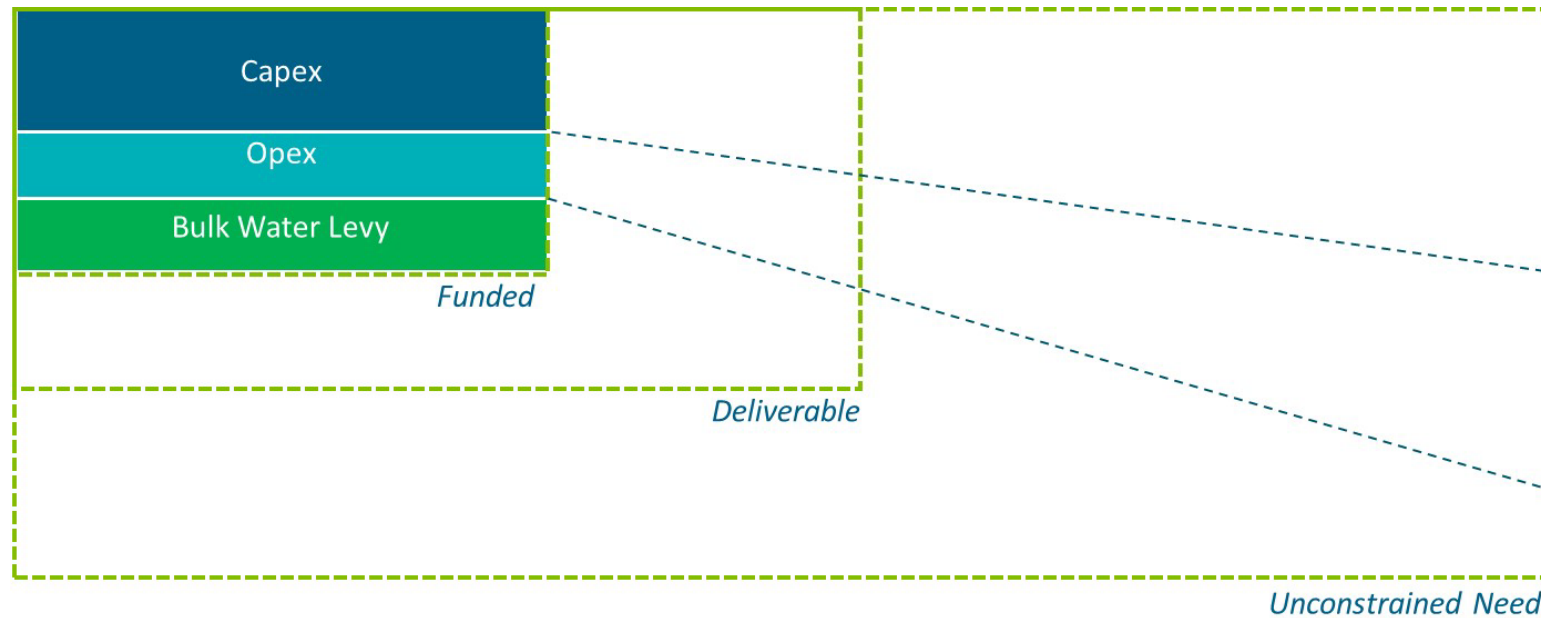 Capex
Opex
Bulk Water Levy
Funded
Deliverable
Unconstrained Need